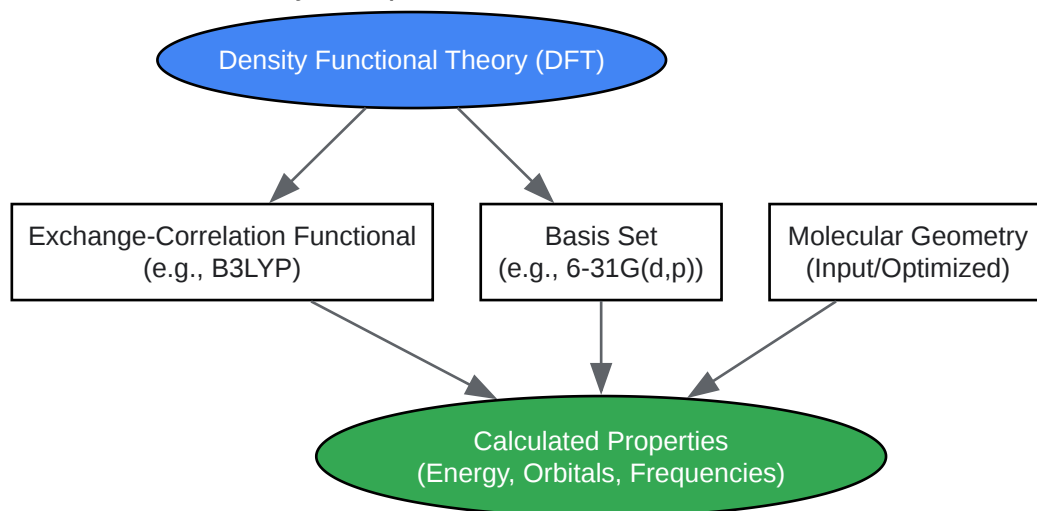 Density Functional Theory (DFT)
Exchange-Correlation Functional
(e.g., B3LYP)
Basis Set
(e.g., 6-31G(d,p))
Molecular Geometry
(Input/Optimized)
Calculated Properties
(Energy, Orbitals, Frequencies)